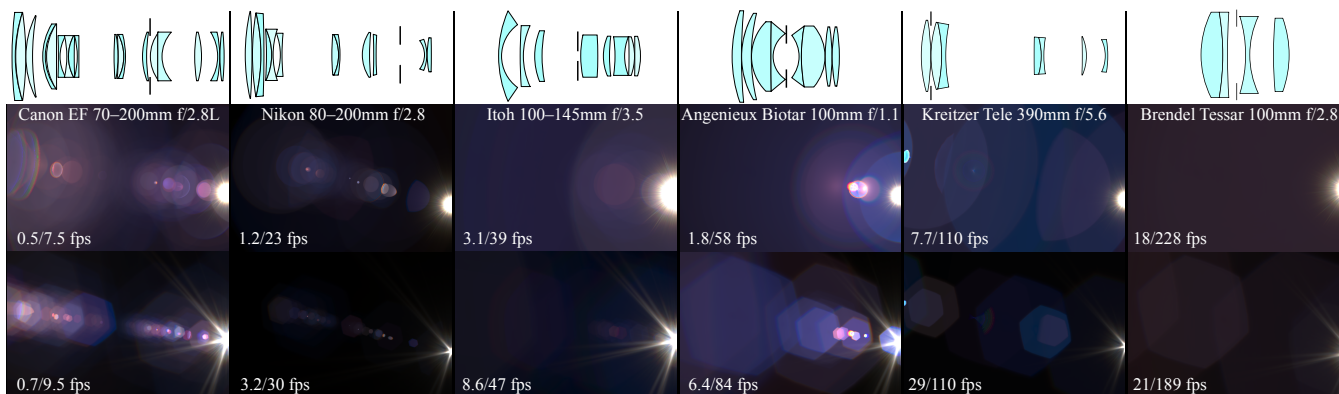 Canon EF 70–200mm f/2.8L
Nikon 80–200mm f/2.8
Itoh 100–145mm f/3.5
Angenieux Biotar 100mm f/1.1
Kreitzer Tele 390mm f/5.6
Brendel Tessar 100mm f/2.8
0.5/7.5 fps
1.2/23 fps
3.1/39 fps
1.8/58 fps
7.7/110 fps
18/228 fps
0.7/9.5 fps
3.2/30 fps
8.6/47 fps
6.4/84 fps
29/110 fps
21/189 fps